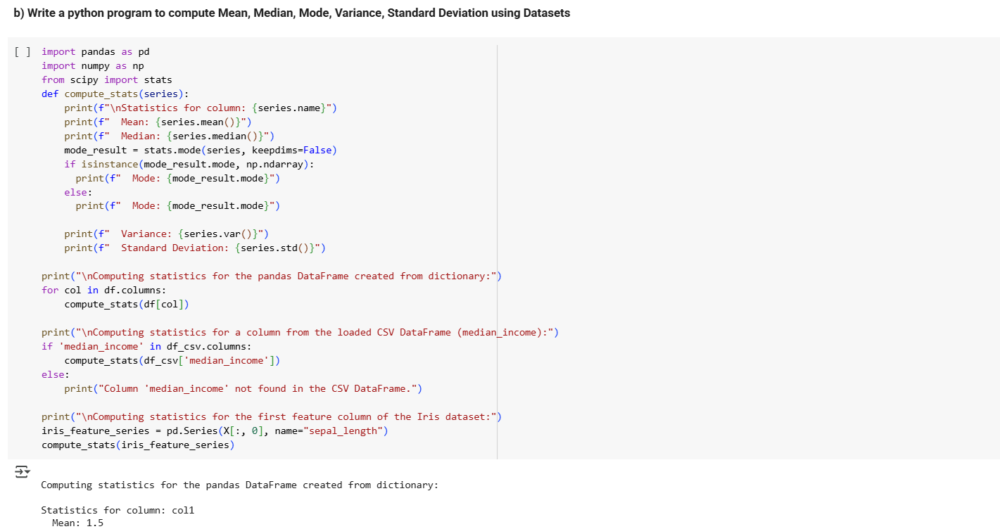 b) Write a python program to compute Mean, Median, Mode, Variance, Standard Deviation using Datasets
[ ] import pandas as pd
import numpy as np
from scipy import stats
def compute_stats(series):
    print(f"\nStatistics for column: {series.name}")
    print(f"  Mean: {series.mean()}")
    print(f"  Median: {series.median()}")
    mode_result = stats.mode(series, keepdims=False)
    if isinstance(mode_result.mode, np.ndarray):
      print(f"  Mode: {mode_result.mode}")
    else:
      print(f"  Mode: {mode_result.mode}")

    print(f"  Variance: {series.var()}")
    print(f"  Standard Deviation: {series.std()}")

print("\nComputing statistics for the pandas DataFrame created from dictionary:")
for col in df.columns:
    compute_stats(df[col])

print("\nComputing statistics for a column from the loaded CSV DataFrame (median_income):")
if 'median_income' in df_csv.columns:
    compute_stats(df_csv['median_income'])
else:
    print("Column 'median_income' not found in the CSV DataFrame.")

print("\nComputing statistics for the first feature column of the Iris dataset:")
iris_feature_series = pd.Series(X[:, 0], name="sepal_length")
compute_stats(iris_feature_series)

Computing statistics for the pandas DataFrame created from dictionary:

Statistics for column: col1
  Mean: 1.5